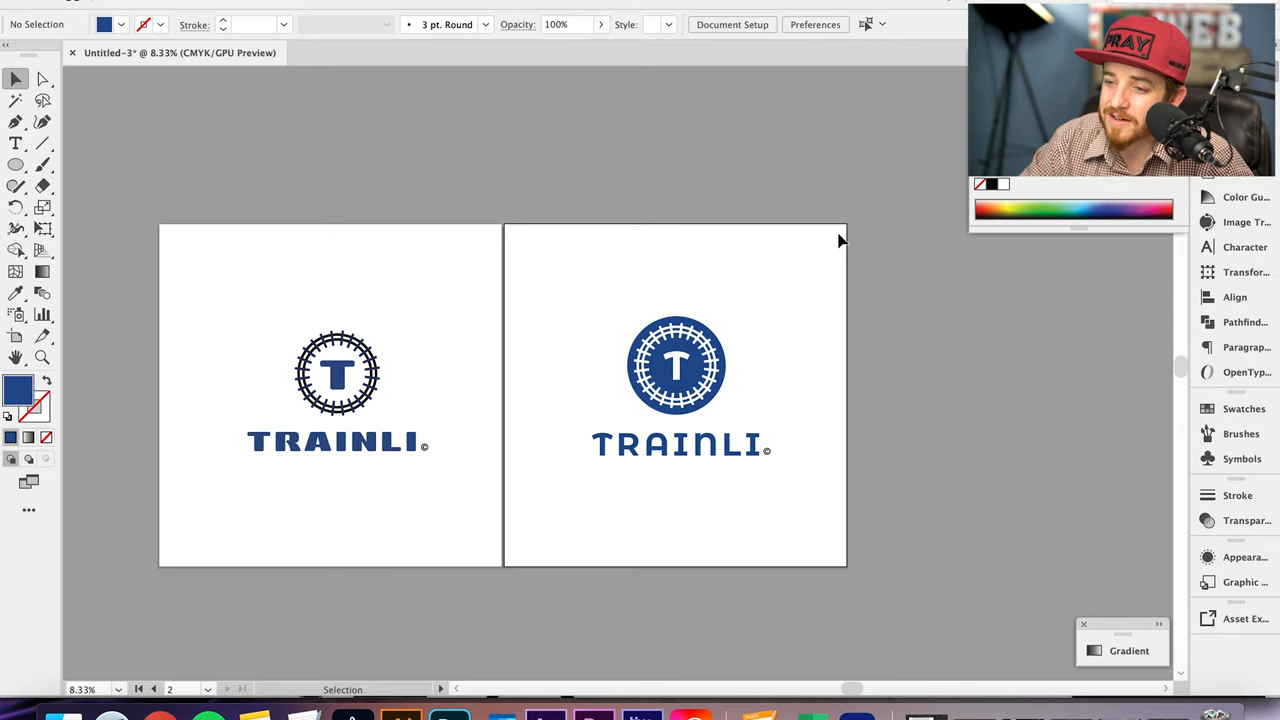 No Selection
Stroke:
3 pt. Round
Opacity:
100%
Style:
Document Setup
Preferences
Untitled-3* @ 8.33% (CMYK/GPU Preview)
PRAY
Color Gu...
Image Tr...
Character
Transfor...
Align
Pathfind...
Paragrap...
OpenTyp...
Swatches
Brushes
Symbols
Stroke
Transpar...
Appeara...
Graphic ...
Asset Ex...
T
TRAINLI©
T
TRAINLI©
Gradient
8.33%
2
Selection